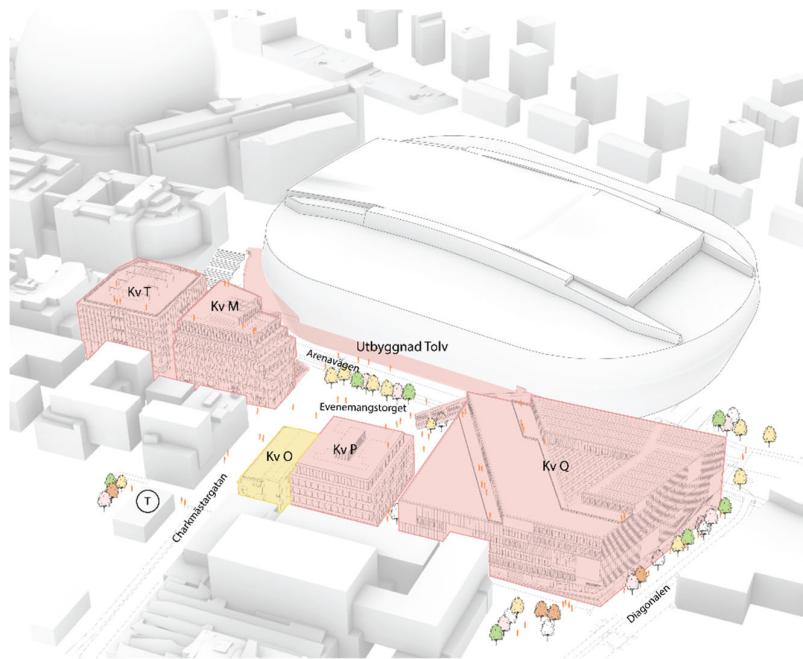 Kv T
Kv M
Utbyggnad Tolv
Arenavägen
Evenemangstorget
Kv O
Kv P
Kv Q
T
Charkmästargatan
Diagonalen